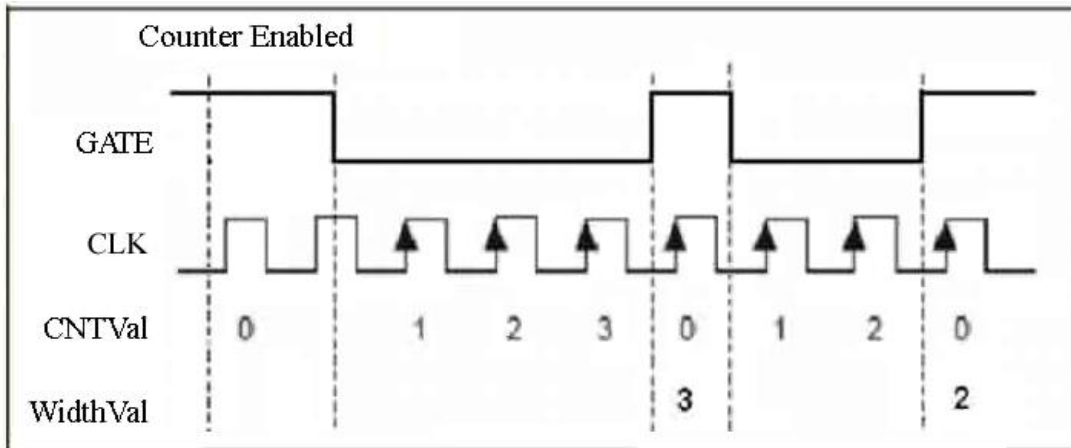 Counter Enabled
GATE
CLK
CNTVal 0 1 2 3 0 1 2 0
WidthVal 3 2